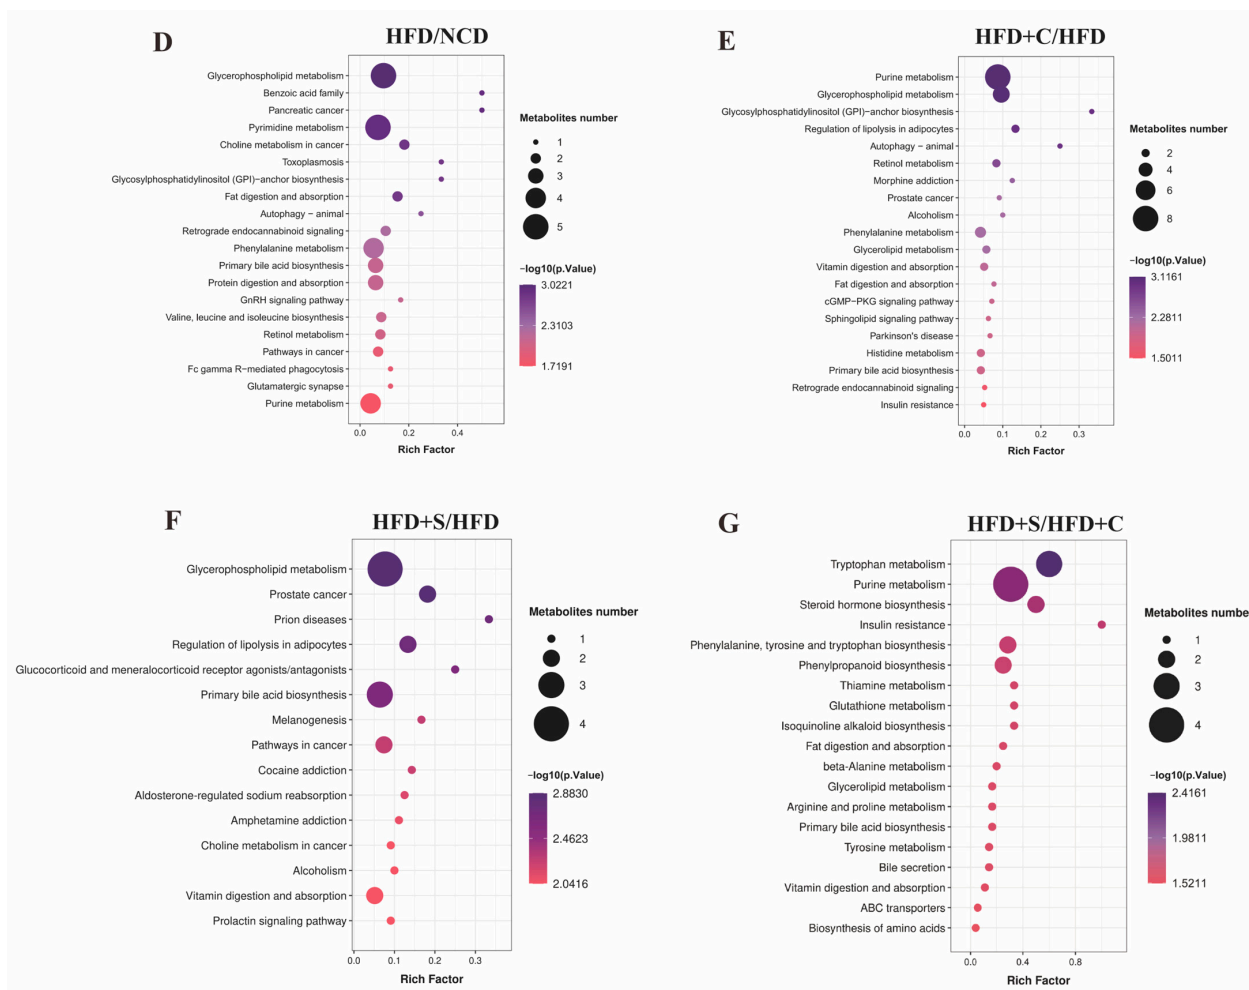 D
HFD/NCD
Glycerophospholipid metabolism
Benzoic acid family
Pancreatic cancer
Pyrimidine metabolism
Choline metabolism in cancer
Toxoplasmosis
Glycosylphosphatidylinositol (GPI)−anchor biosynthesis
Fat digestion and absorption
Autophagy − animal
Retrograde endocannabinoid signaling
Phenylalanine metabolism
Primary bile acid biosynthesis
Protein digestion and absorption
GnRH signaling pathway
Valine, leucine and isoleucine biosynthesis
Retinol metabolism
Pathways in cancer
Fc gamma R−mediated phagocytosis
Glutamatergic synapse
Purine metabolism
0.0 0.2 0.4
Rich Factor
Metabolites number
1
2
3
4
5
−log10(p.Value)
3.0221
2.3103
1.7191
E
HFD+C/HFD
Purine metabolism
Glycerophospholipid metabolism
Glycosylphosphatidylinositol (GPI)−anchor biosynthesis
Regulation of lipolysis in adipocytes
Autophagy − animal
Retinol metabolism
Morphine addiction
Prostate cancer
Alcoholism
Phenylalanine metabolism
Glycerolipid metabolism
Vitamin digestion and absorption
Fat digestion and absorption
cGMP−PKG signaling pathway
Sphingolipid signaling pathway
Parkinson's disease
Histidine metabolism
Primary bile acid biosynthesis
Retrograde endocannabinoid signaling
Insulin resistance
0.0 0.1 0.2 0.3
Rich Factor
Metabolites number
2
4
6
8
−log10(p.Value)
3.1161
2.2811
1.5011
F
HFD+S/HFD
Glycerophospholipid metabolism
Prostate cancer
Prion diseases
Regulation of lipolysis in adipocytes
Glucocorticoid and meneralocorticoid receptor agonists/antagonists
Primary bile acid biosynthesis
Melanogenesis
Pathways in cancer
Cocaine addiction
Aldosterone-regulated sodium reabsorption
Amphetamine addiction
Choline metabolism in cancer
Alcoholism
Vitamin digestion and absorption
Prolactin signaling pathway
0.0 0.1 0.2 0.3
Rich Factor
Metabolites number
1
2
3
4
−log10(p.Value)
2.8830
2.4623
2.0416
G
HFD+S/HFD+C
Tryptophan metabolism
Purine metabolism
Steroid hormone biosynthesis
Insulin resistance
Phenylalanine, tyrosine and tryptophan biosynthesis
Phenylpropanoid biosynthesis
Thiamine metabolism
Glutathione metabolism
Isoquinoline alkaloid biosynthesis
Fat digestion and absorption
beta-Alanine metabolism
Glycerolipid metabolism
Arginine and proline metabolism
Primary bile acid biosynthesis
Tyrosine metabolism
Bile secretion
Vitamin digestion and absorption
ABC transporters
Biosynthesis of amino acids
0.0 0.4 0.8
Rich Factor
Metabolites numbe
1
2
3
4
−log10(p.Value)
2.4161
1.9811
1.5211